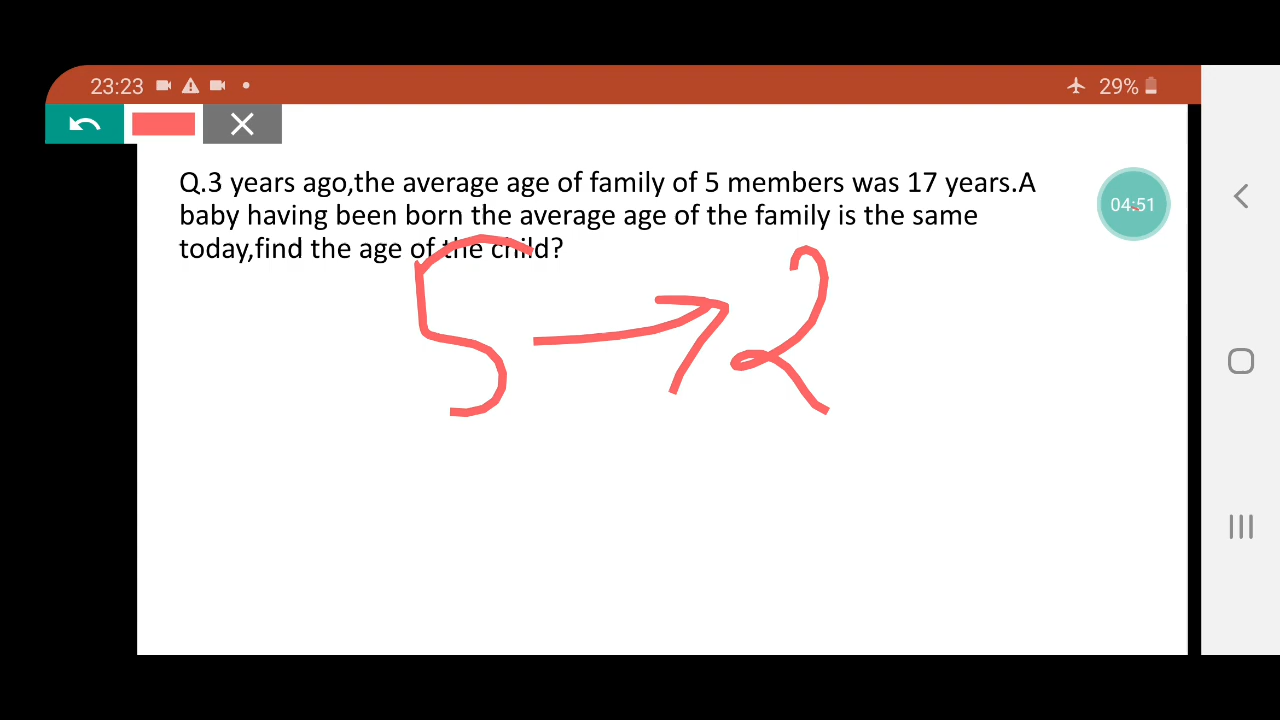 23:23
29%
Q.3 years ago,the average age of family of 5 members was 17 years.A
baby having been born the average age of the family is the same
today,find the age of the child?
04:51
5 → 2